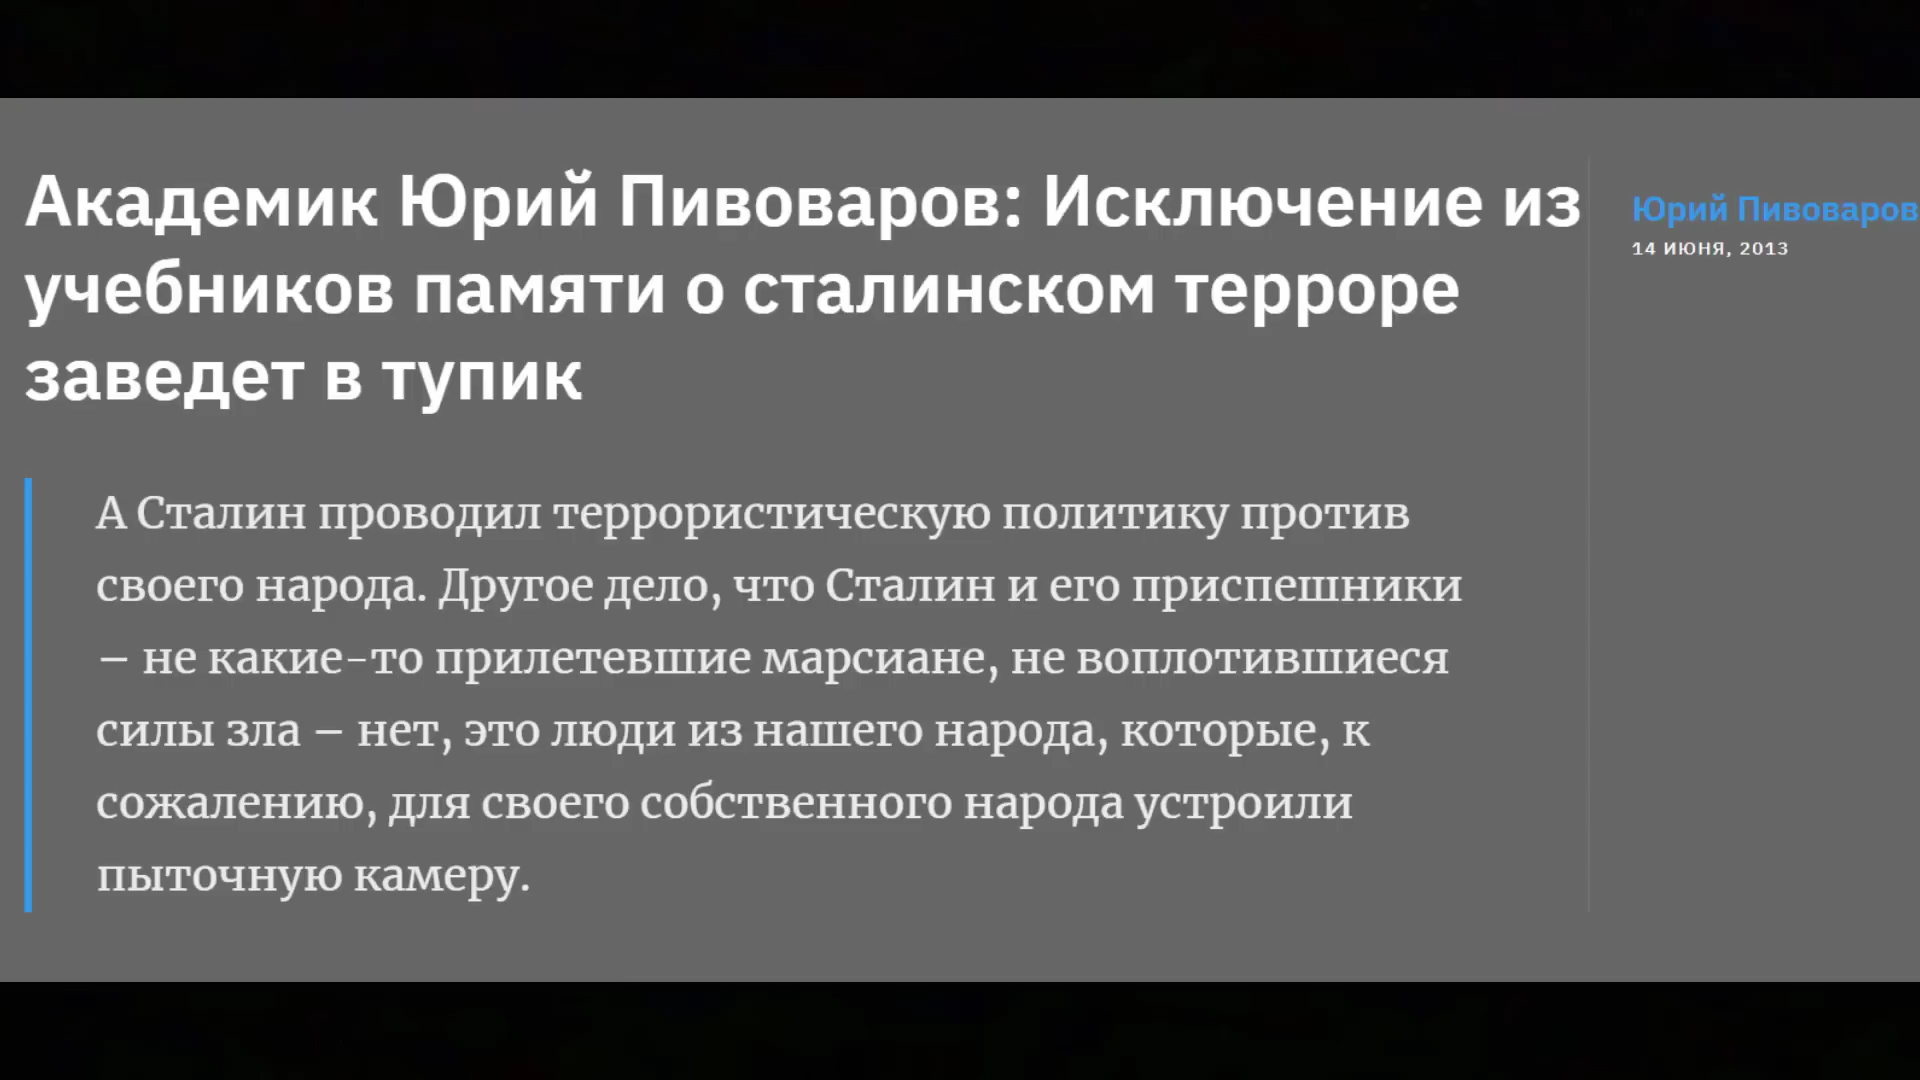 Академик Юрий Пивоваров: Исключение из
учебников памяти о сталинском терроре
заведет в тупик
Юрий Пивоваров
14 ИЮНЯ, 2013
А Сталин проводил террористическую политику против
своего народа. Другое дело, что Сталин и его приспешники
– не какие-то прилетевшие марсиане, не воплотившиеся
силы зла – нет, это люди из нашего народа, которые, к
сожалению, для своего собственного народа устроили
пыточную камеру.